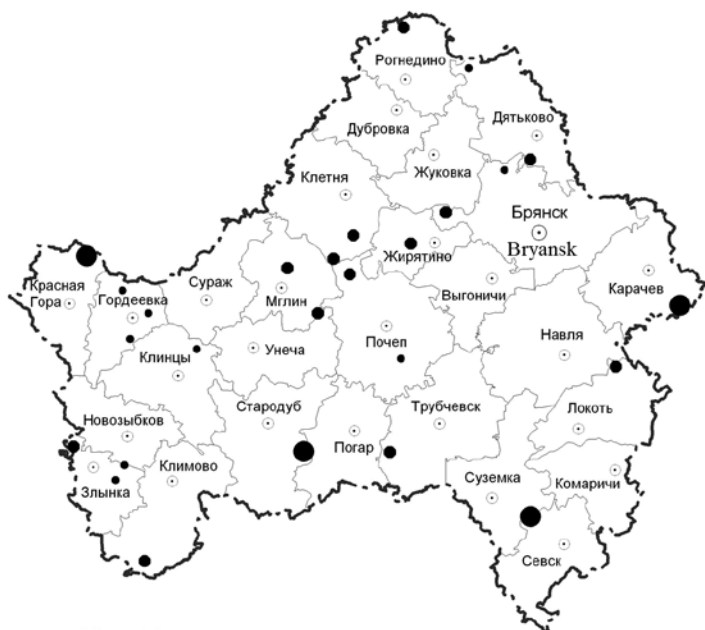 Рогнедино
Дубровка
Дятьково
Клетня
Жуковка
Брянск
Bryansk
Жирятино
Красная
Гора
Гордеевка
Сураж
Мглин
Выгоничи
Карачев
Клинцы
Унеча
Почеп
Навля
Новозыбков
Стародуб
Погар
Трубчевск
Локоть
Злынка
Климово
Суземка
Комаричи
Севск